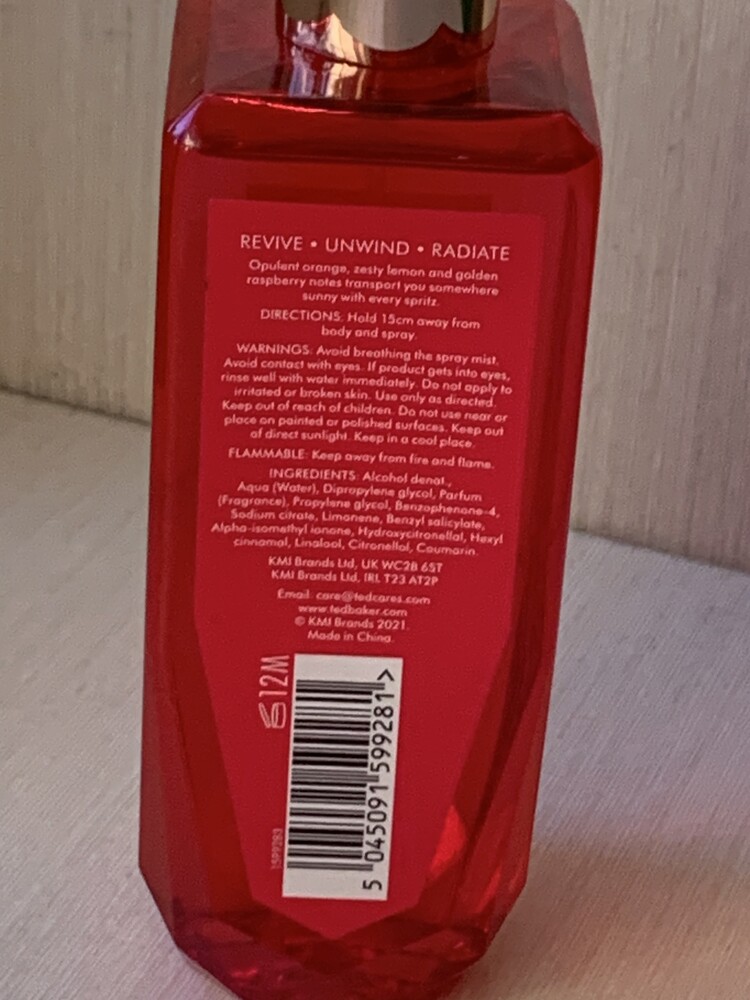 REVIVE • UNWIND • RADIATE
Opulent orange, zesty lemon and golden
raspberry notes transport you somewhere
sunny with every spritz.
DIRECTIONS: Hold 15cm away from
body and spray.
WARNINGS: Avoid breathing the spray mist.
Avoid contact with eyes. If product gets into eyes,
rinse well with water immediately. Do not apply to
irritated or broken skin. Use only as directed.
Keep out of reach of children. Do not use near or
place on painted or polished surfaces. Keep out
of direct sunlight. Keep in a cool place.
FLAMMABLE: Keep away from fire and flame.
INGREDIENTS: Alcohol denat.,
Aqua (Water), Dipropylene glycol, Parfum
(Fragrance), Propylene glycol, Benzophenone-4,
Sodium citrate, Limonene, Benzyl salicylate,
Alpha-isomethyl ionone, Hydroxycitronellal, Hexyl
cinnamal, Linalool, Citronellol, Coumarin.
KMI Brands Ltd, UK WC2B 6ST
KMI Brands Ltd, IRL T23 AT2P
Email: care@tedcares.com
www.tedbaker.com
© KMI Brands 2021.
Made in China.
12M
5 045091 599281 >
15P9283